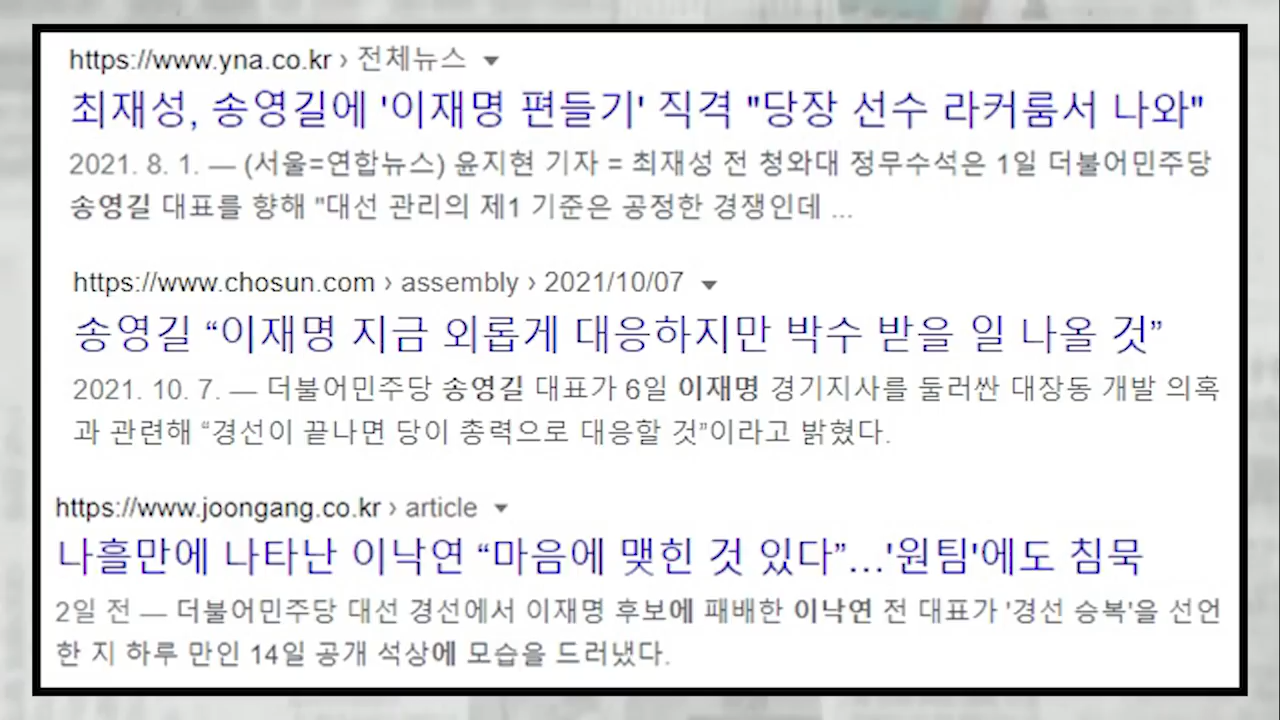 https://www.yna.co.kr › 전체뉴스
최재성, 송영길에 '이재명 편들기' 직격 "당장 선수 라커룸서 나와"
2021. 8. 1. — (서울=연합뉴스) 윤지현 기자 = 최재성 전 청와대 정무수석은 1일 더불어민주당
송영길 대표를 향해 "대선 관리의 제1 기준은 공정한 경쟁인데 ...
https://www.chosun.com › assembly › 2021/10/07
송영길 “이재명 지금 외롭게 대응하지만 박수 받을 일 나올 것”
2021. 10. 7. — 더불어민주당 송영길 대표가 6일 이재명 경기지사를 둘러싼 대장동 개발 의혹
과 관련해 “경선이 끝나면 당이 총력으로 대응할 것”이라고 밝혔다.
https://www.joongang.co.kr › article
나흘만에 나타난 이낙연 “마음에 맺힌 것 있다”…'원팀'에도 침묵
2일 전 — 더불어민주당 대선 경선에서 이재명 후보에 패배한 이낙연 전 대표가 '경선 승복'을 선언
한 지 하루 만인 14일 공개 석상에 모습을 드러냈다.